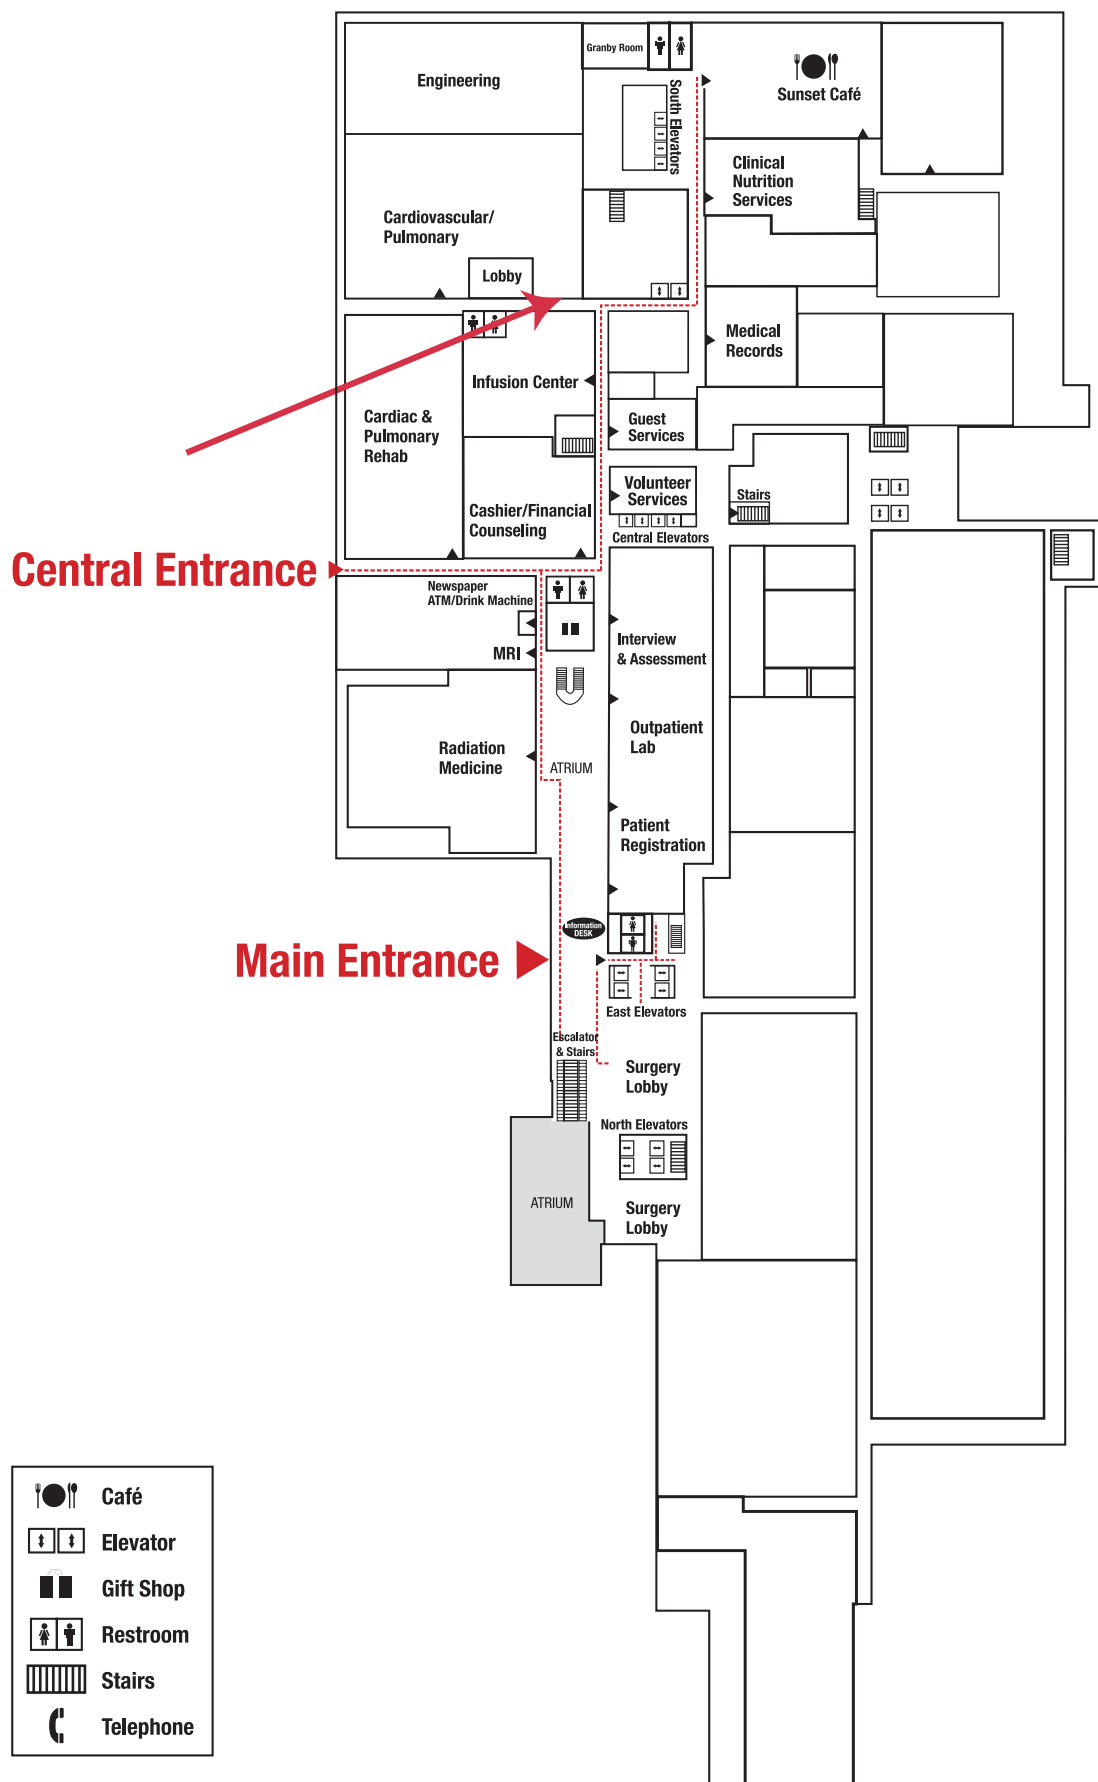 Granby Room
Engineering
South Elevators
Sunset Café
Clinical
Nutrition
Services
Cardiovascular/
Pulmonary
Lobby
Medical
Records
Infusion Center
Cardiac &
Pulmonary
Rehab
Guest
Services
Volunteer
Services
Stairs
Cashier/Financial
Counseling
Central Elevators
Central Entrance
Newspaper
ATM/Drink Machine
MRI
Interview
& Assessment
Outpatient
Lab
Radiation
Medicine
ATRIUM
Patient
Registration
Information
DESK
Main Entrance
East Elevators
Escalator
& Stairs
Surgery
Lobby
North Elevators
ATRIUM
Surgery
Lobby
Café
Elevator
Gift Shop
Restroom
Stairs
Telephone